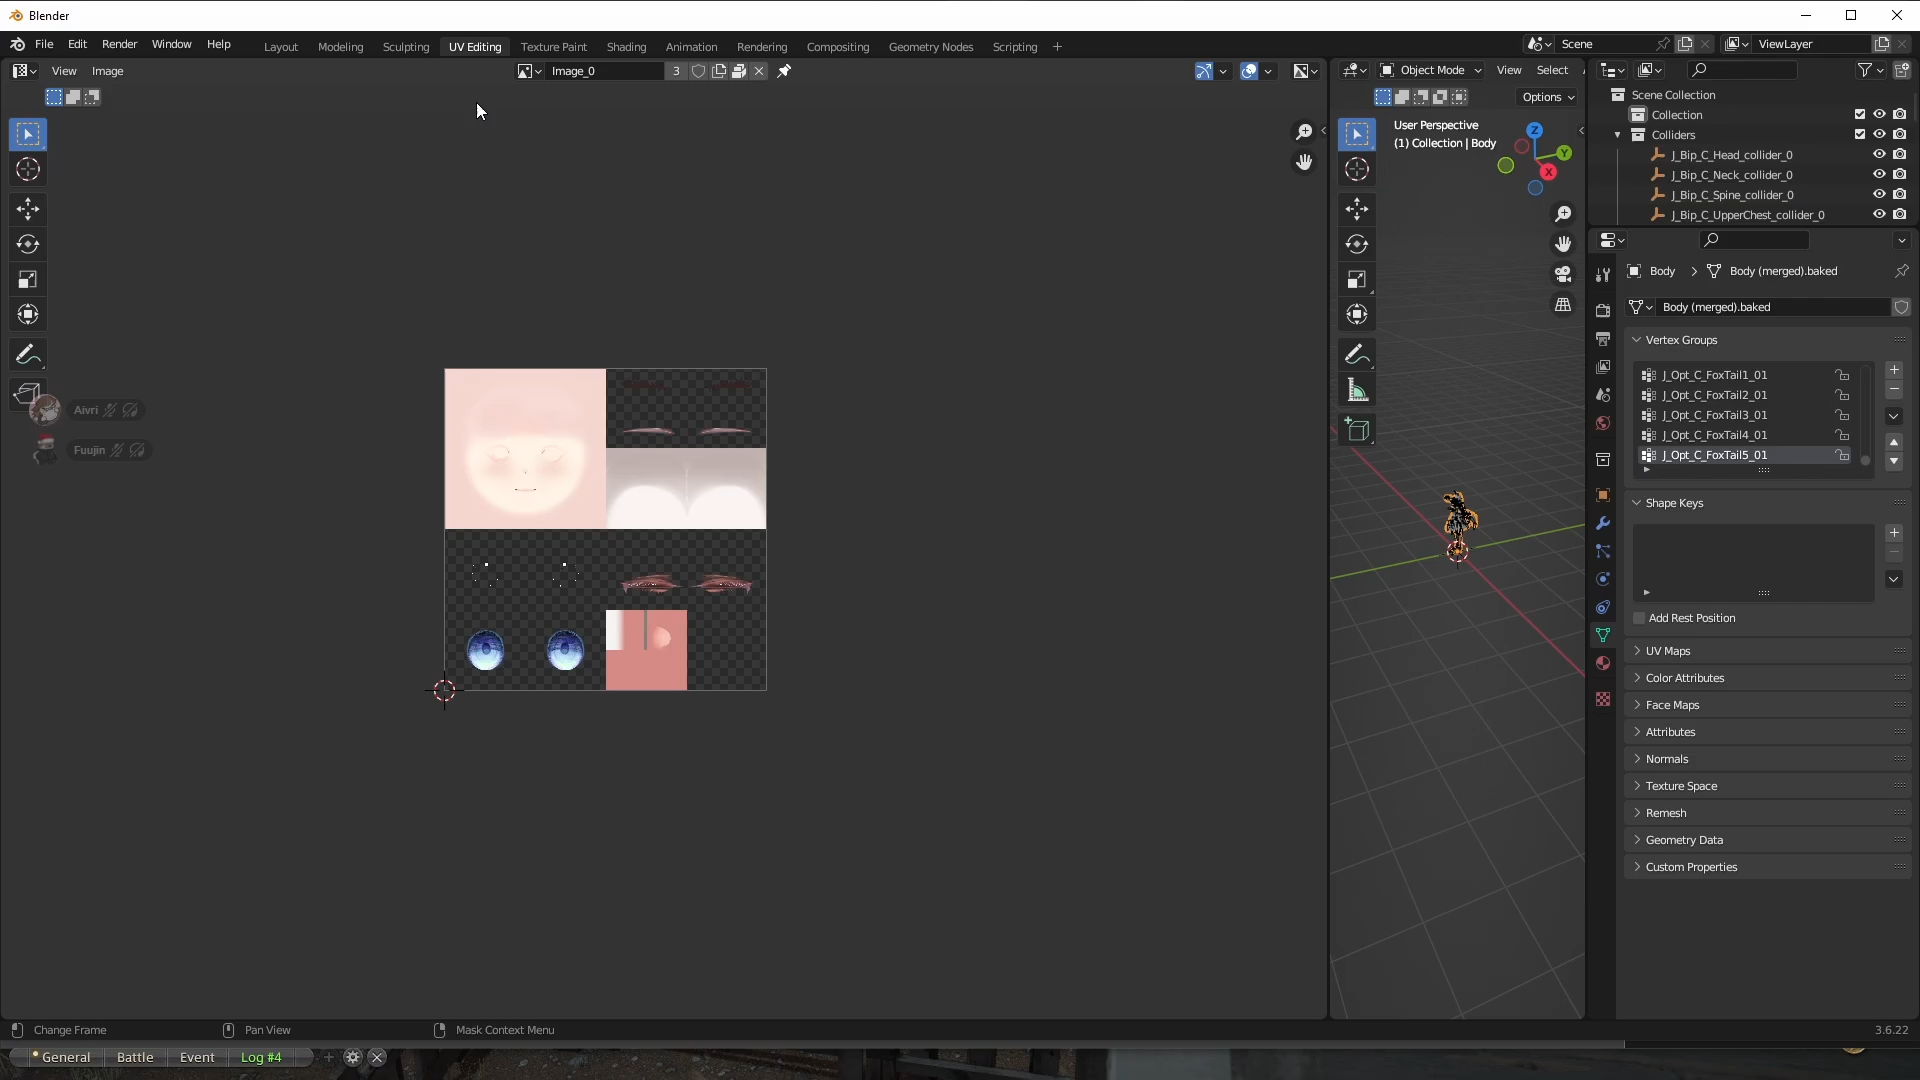 Blender
File Edit Render Window Help
Layout Modeling Sculpting UV Editing Texture Paint Shading Animation Rendering Compositing Geometry Nodes Scripting +
Scene
ViewLayer
View Image
Image_0 3
Object Mode View Select
Options
User Perspective
(1) Collection | Body
Z
Y
X
Aivri
Fuujin
Scene Collection
Collection
Colliders
J_Bip_C_Head_collider_0
J_Bip_C_Neck_collider_0
J_Bip_C_Spine_collider_0
J_Bip_C_UpperChest_collider_0
Body > Body (merged).baked
Body (merged).baked
Vertex Groups
J_Opt_C_FoxTail1_01
J_Opt_C_FoxTail2_01
J_Opt_C_FoxTail3_01
J_Opt_C_FoxTail4_01
J_Opt_C_FoxTail5_01
Shape Keys
Add Rest Position
UV Maps
Color Attributes
Face Maps
Attributes
Normals
Texture Space
Remesh
Geometry Data
Custom Properties
Change Frame Pan View Mask Context Menu
3.6.22
General Battle Event Log #4